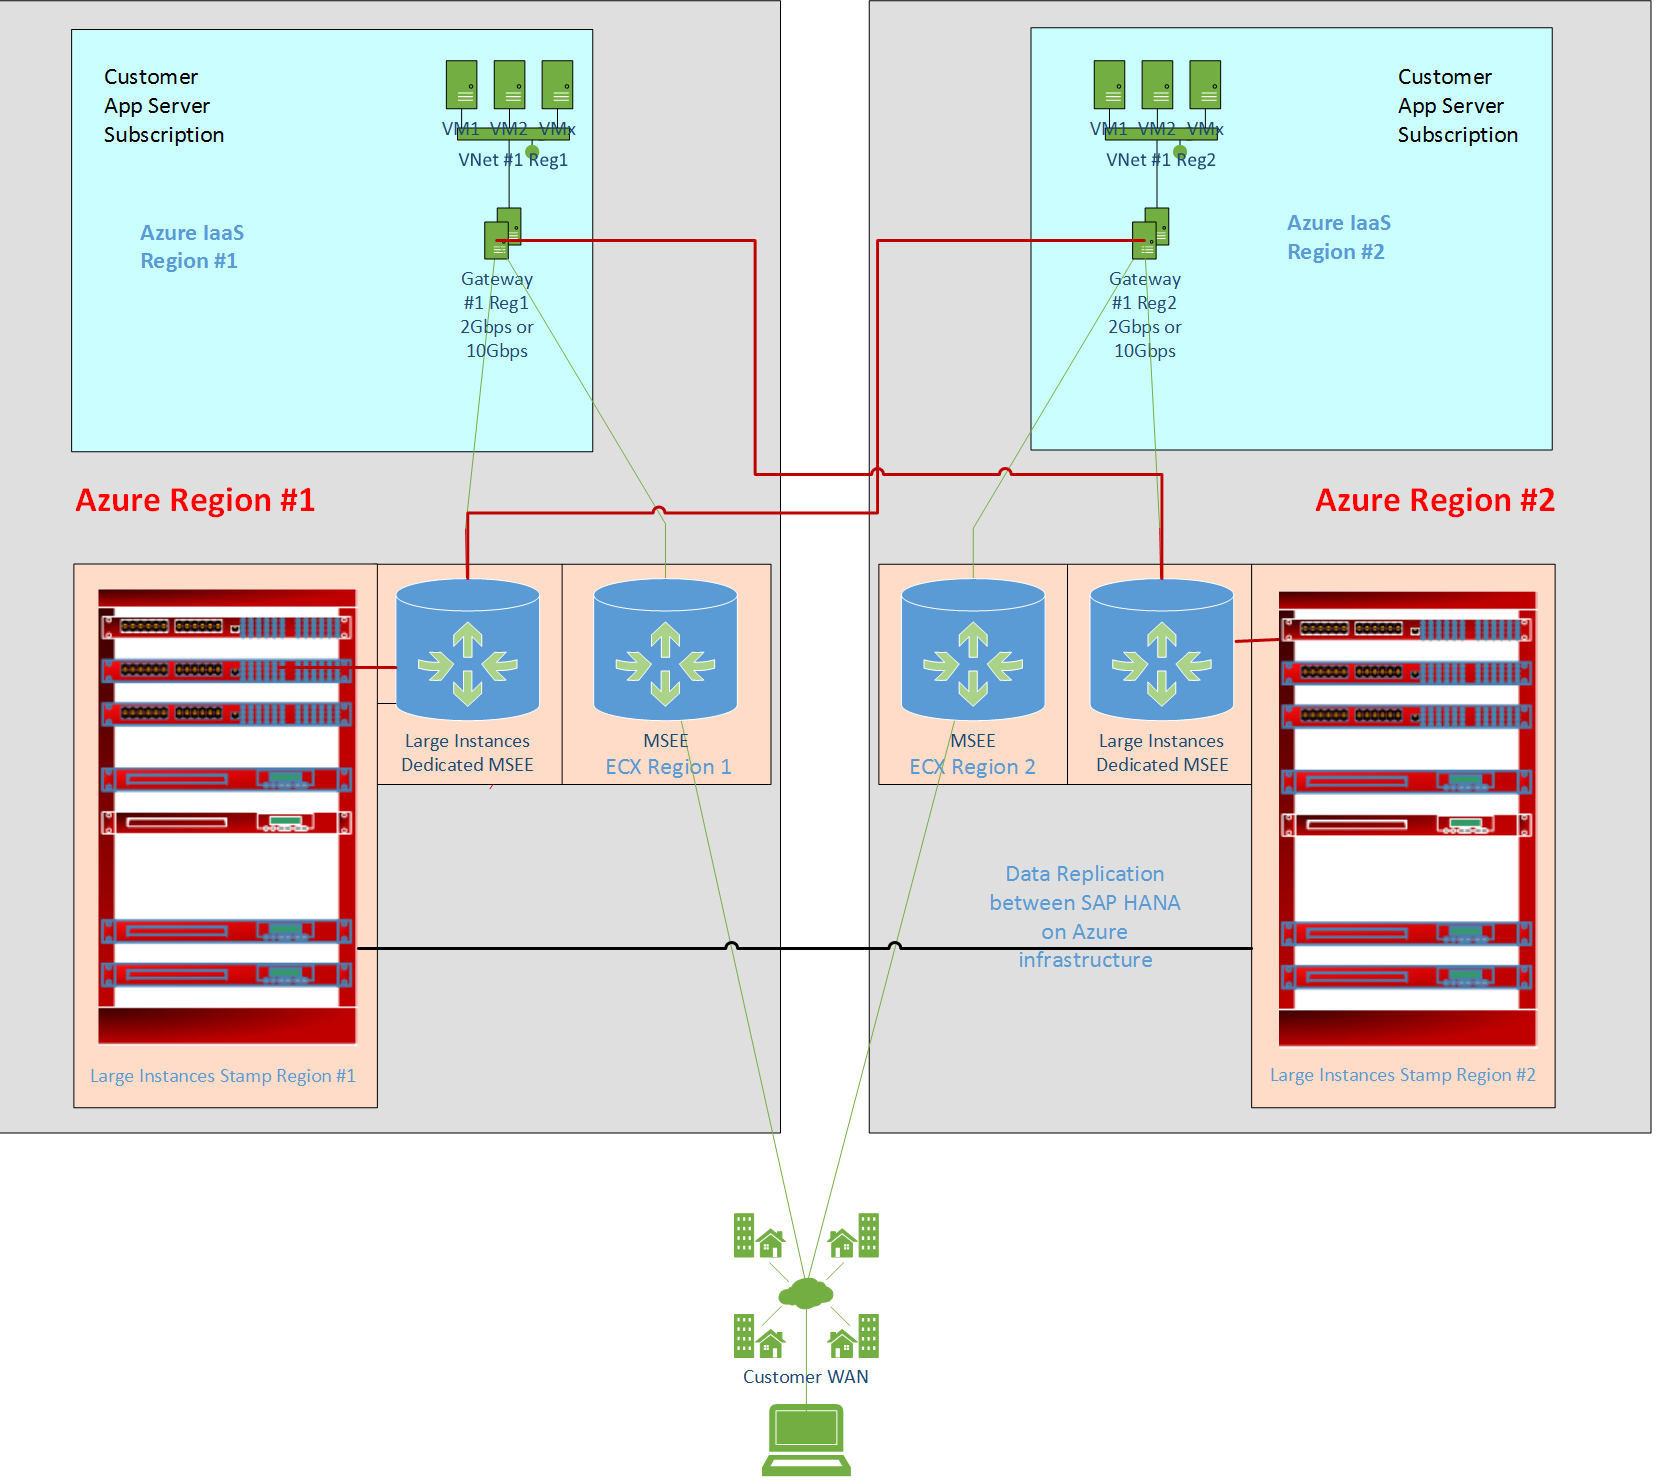 Customer
App Server
Subscription
VM1 VM2 VMx
VNet #1 Reg1
Azure IaaS
Region #1
Gateway
#1 Reg1
2Gbps or
10Gbps
VM1 VM2 VMx
VNet #1 Reg2
Customer
App Server
Subscription
Azure IaaS
Region #2
Gateway
#1 Reg2
2Gbps or
10Gbps
Azure Region #1
Azure Region #2
Large Instances
Dedicated MSEE
MSEE
ECX Region 1
MSEE
ECX Region 2
Large Instances
Dedicated MSEE
Data Replication
between SAP HANA
on Azure
infrastructure
Large Instances Stamp Region #1
Large Instances Stamp Region #2
Customer WAN